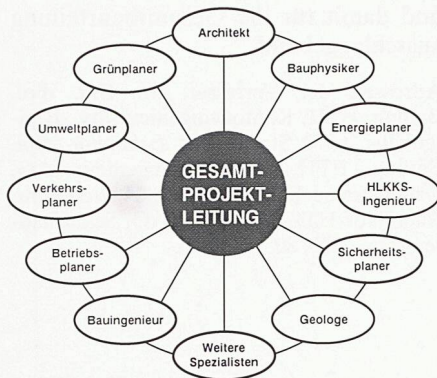 Architekt
Bauphysiker
Energieplaner
HLKKS-
Ingenieur
Sicherheits-
planer
Geologe
Weitere
Spezialisten
Bauingenieur
Betriebs-
planer
Verkehrs-
planer
Umweltplaner
Grünplaner
GESAMT-
PROJEKT-
LEITUNG